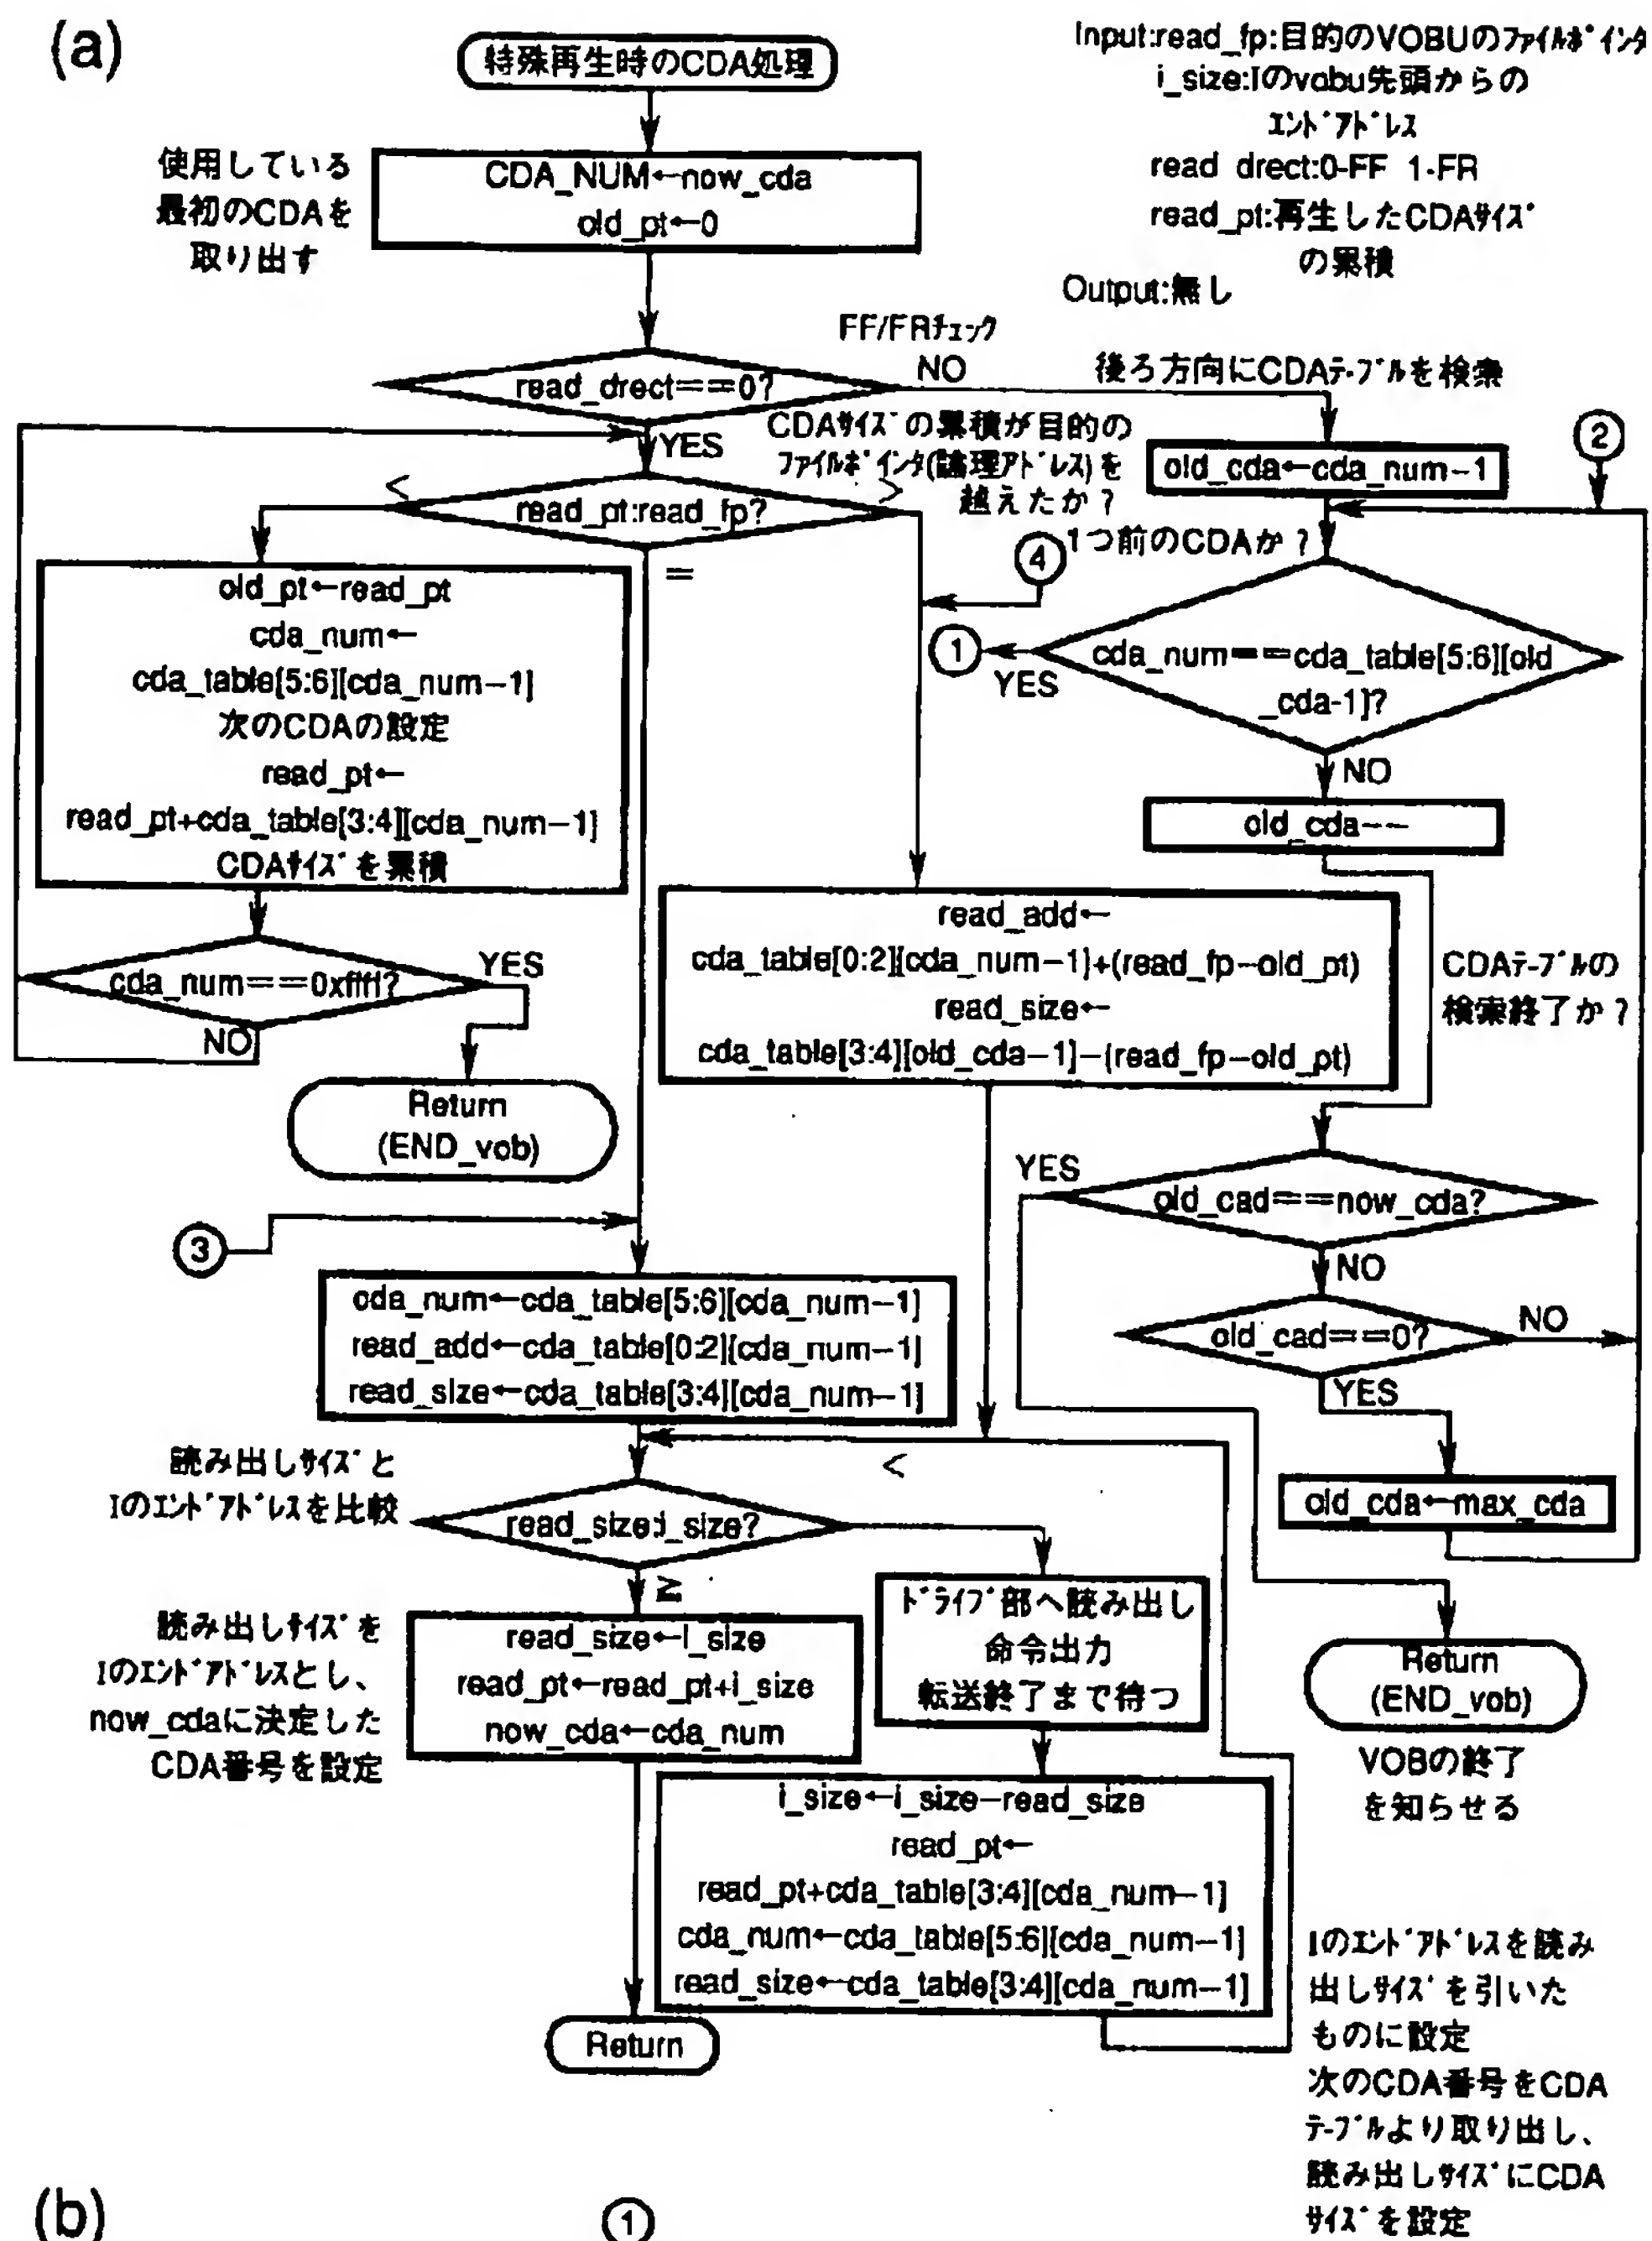 (a)
特殊再生時のCDA処理
Input:read_fp:目的のVOBUのファイルポインタ
i_size:Iのvobu先頭からの
エンドアドレス
read drect:0-FF 1-FR
read_pt:再生したCDAサイズ
の累積
Output:無し
使用している
最初のCDAを
取り出す
CDA_NUM←now_cda
old_pt←0
FF/FRチェック
read_drect==0?
NO
YES
後ろ方向にCDAテーブルを検索
CDAサイズの累積が目的の
ファイルポインタ(論理アドレス)を
越えたか?
old_cda←cda_num-1
②
<
read_pt:read_fp?
>
=
④
1つ前のCDAか?
old_pt←read_pt
cda_num←
cda_table[5:6][cda_num-1]
次のCDAの設定
read_pt←
read_pt+cda_table[3:4][cda_num-1]
CDAサイズを累積
①
YES
cda_num==cda_table[5:6][old
_cda-1]?
NO
old_cda--
read_add←
cda_table[0:2][cda_num-1]+(read_fp-old_pt)
read_size←
cda_table[3:4][old_cda-1]-(read_fp-old_pt)
cda_num==0xffff?
YES
NO
CDAテーブルの
検索終了か?
Return
(END_vob)
YES
old_cad==now_cda?
NO
③
cda_num←cda_table[5:6][cda_num-1]
read_add←cda_table[0:2][cda_num-1]
read_size←cda_table[3:4][cda_num-1]
old_cad==0?
NO
YES
old_cda←max_cda
読み出しサイズと
Iのエンドアドレスを比較
read_size:i_size?
<
≧
ドライブ部へ読み出し
命令出力
転送終了まで待つ
読み出しサイズを
Iのエンドアドレスとし、
now_cdaに決定した
CDA番号を設定
read_size←i_size
read_pt←read_pt+i_size
now_cda←cda_num
Return
(END_vob)
VOBの終了
を知らせる
i_size←i_size-read_size
read_pt←
read_pt+cda_table[3:4][cda_num-1]
cda_num←cda_table[5:6][cda_num-1]
read_size←cda_table[3:4][cda_num-1]
Iのエンドアドレスを読み
出しサイズを引いた
ものに設定
次のCDA番号をCDA
テーブルより取り出し、
読み出しサイズにCDA
サイズを設定
Return
(b)
①